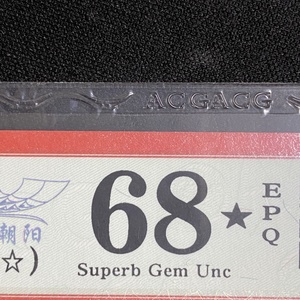 ACGACG
朝阳
☆)
68★
EPQ
Superb Gem Unc